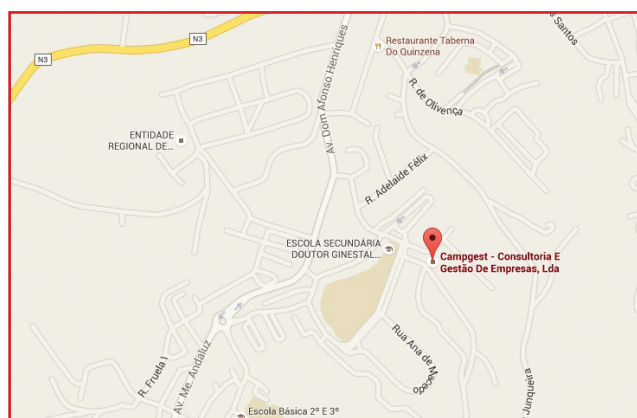 N3
N3
Restaurante Taberna
Do Quinzena
Santos
R. de Olivença
Av. Dom Afonso Henriques
ENTIDADE
REGIONAL DE...
R. Adelaide Félix
ESCOLA SECUNDÁRIA
DOUTOR GINESTAL...
Campgest - Consultoria E
Gestão De Empresas, Lda
Rua Ana de Macedo
R. Fruela I
Av. Me. Andaluz
Escola Básica 2º E 3º